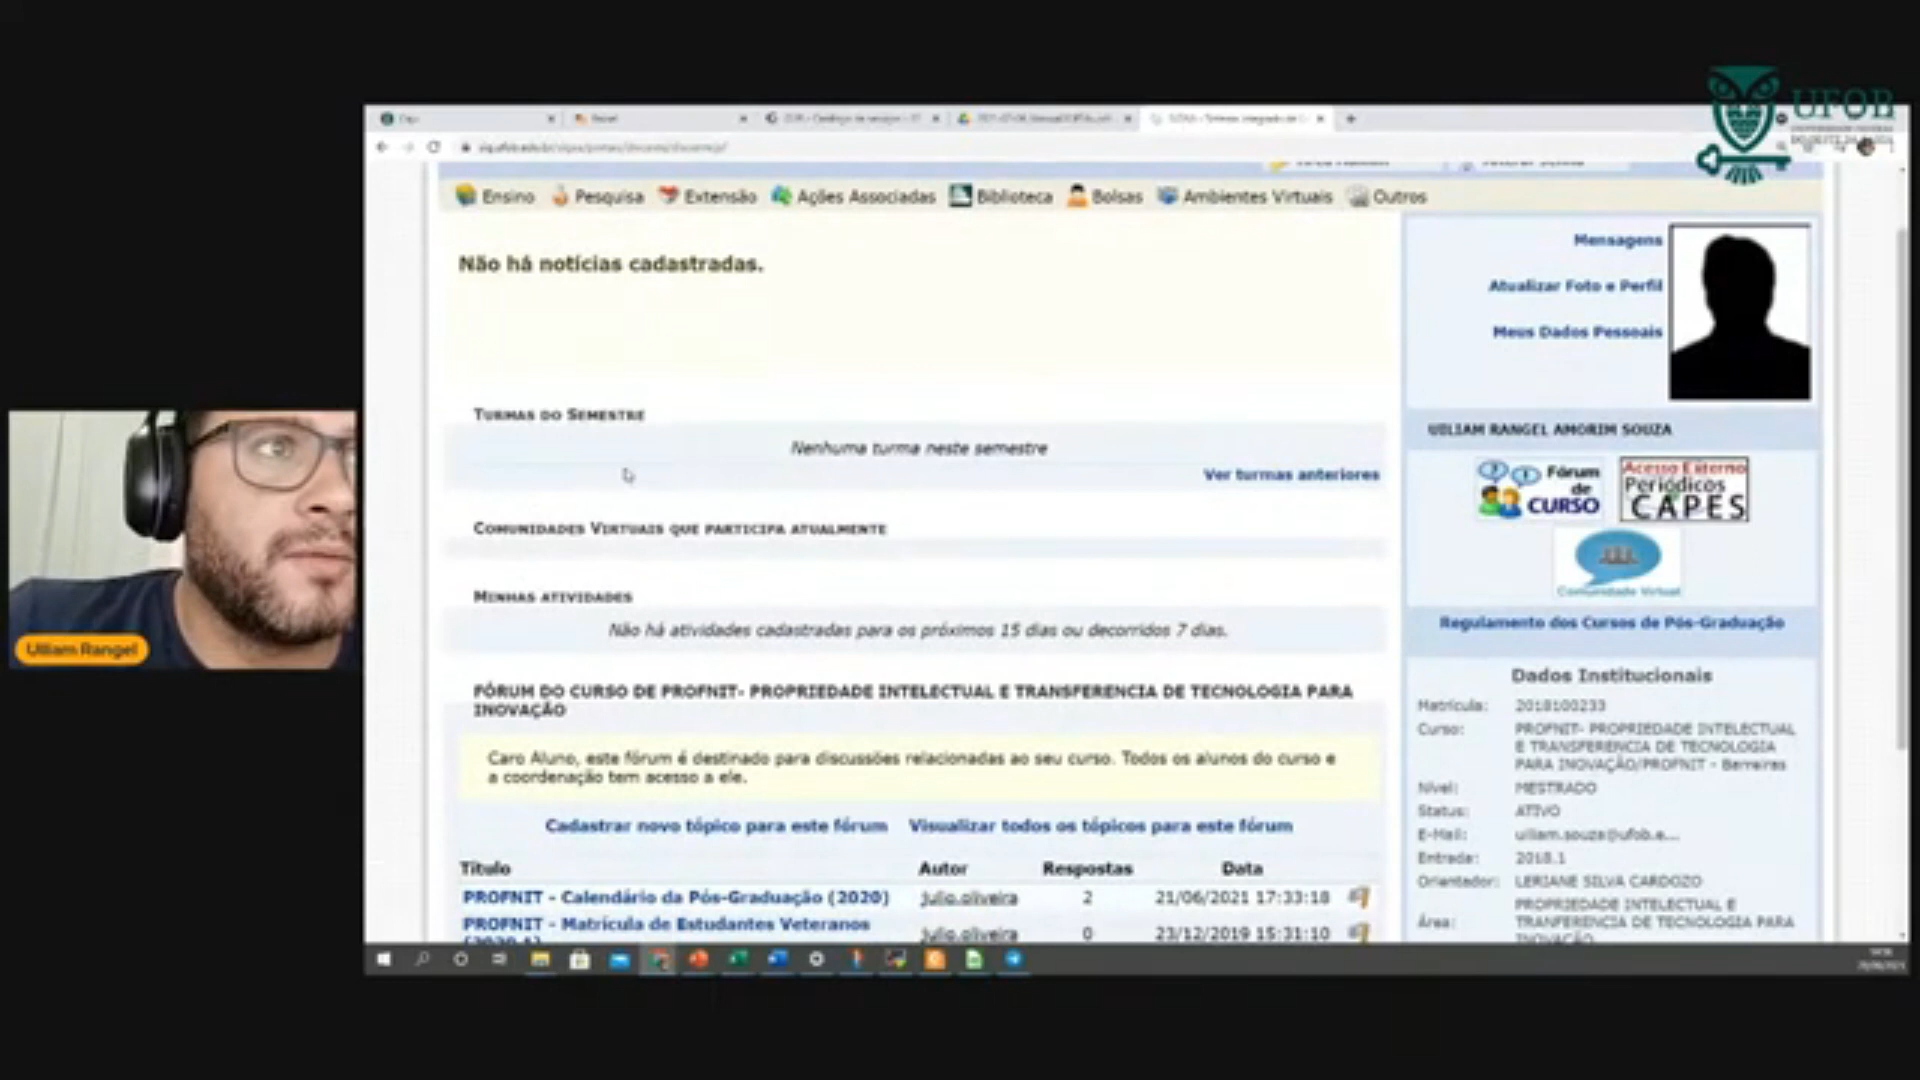 UFOB
Ensino Pesquisa Extensão Ações Associadas Biblioteca Bolsas Ambientes Virtuais Outros
Não há notícias cadastradas.
Mensagens
Atualizar Foto e Perfil
Meus Dados Pessoais
TURMAS DO SEMESTRE
Nenhuma turma neste semestre
Ver turmas anteriores
COMUNIDADES VIRTUAIS QUE PARTICIPA ATUALMENTE
MINHAS ATIVIDADES
Não há atividades cadastradas para os próximos 15 dias ou decorridos 7 dias.
FÓRUM DO CURSO DE PROFNIT- PROPRIEDADE INTELECTUAL E TRANSFERENCIA DE TECNOLOGIA PARA
INOVAÇÃO
Caro Aluno, este fórum é destinado para discussões relacionadas ao seu curso. Todos os alunos do curso e
a coordenação tem acesso a ele.
Cadastrar novo tópico para este fórum Visualizar todos os tópicos para este fórum
Título Autor Respostas Data
PROFNIT - Calendário da Pós-Graduação (2020) julio.oliveira 2 21/06/2021 17:33:18
PROFNIT - Matrícula de Estudantes Veteranos
julio.oliveira 0 23/12/2019 15:31:10
UILIAM RANGEL AMORIM SOUZA
Fórum
de
CURSO
Acesso Externo
Periódicos
CAPES
Comunidade Virtual
Regulamento dos Cursos de Pós-Graduação
Dados Institucionais
Matrícula: 2018100233
Curso: PROFNIT- PROPRIEDADE INTELECTUAL
E TRANSFERENCIA DE TECNOLOGIA
PARA INOVAÇÃO/PROFNIT - Barreiras
Nível: MESTRADO
Status: ATIVO
E-Mail: uiliam.souza@ufob.e...
Entrada: 2018.1
Orientador: LERIANE SILVA CARDOZO
Área: PROPRIEDADE INTELECTUAL E
TRANFERENCIA DE TECNOLOGIA PARA
INOVAÇÃO
Uiliam Rangel